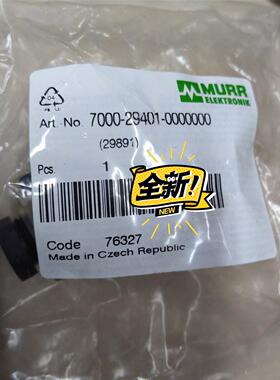 04
MURR
ELEKTRONIK
Art.-No 7000-29401-0000000
(29891)
Pcs. 1
全新!
NEW
Code 76327
Made in Czech Republic